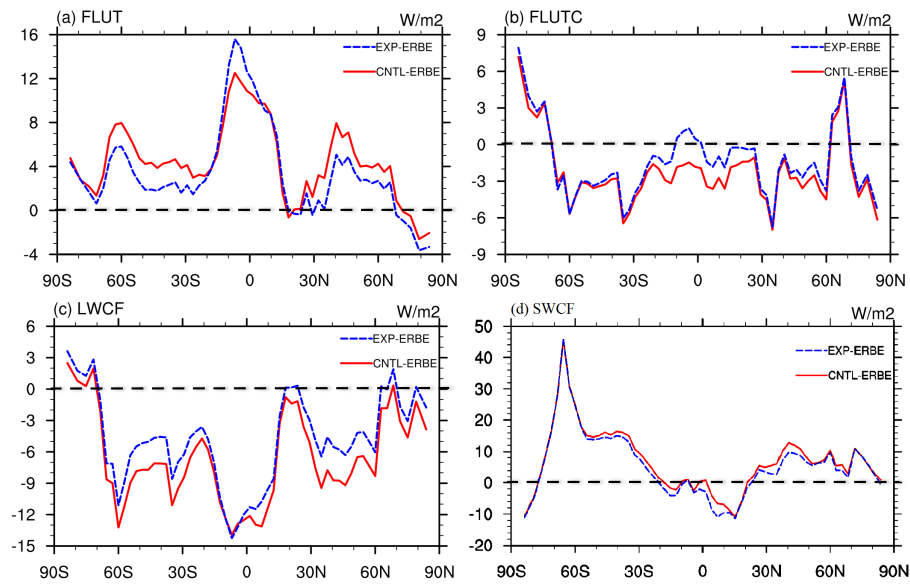 (a) FLUT W/m2
16
12
8
4
0
-4
EXP-ERBE
CNTL-ERBE
90S 60S 30S 0 30N 60N 90N
(b) FLUTC W/m2
9
6
3
0
-3
-6
-9
EXP-ERBE
CNTL-ERBE
90S 60S 30S 0 30N 60N 90N
(c) LWCF W/m2
6
3
0
-3
-6
-9
-12
-15
EXP-ERBE
CNTL-ERBE
90S 60S 30S 0 30N 60N 90N
(d) SWCF W/m2
50
40
30
20
10
0
-10
-20
EXP-ERBE
CNTL-ERBE
90S 60S 30S 0 30N 60N 90N